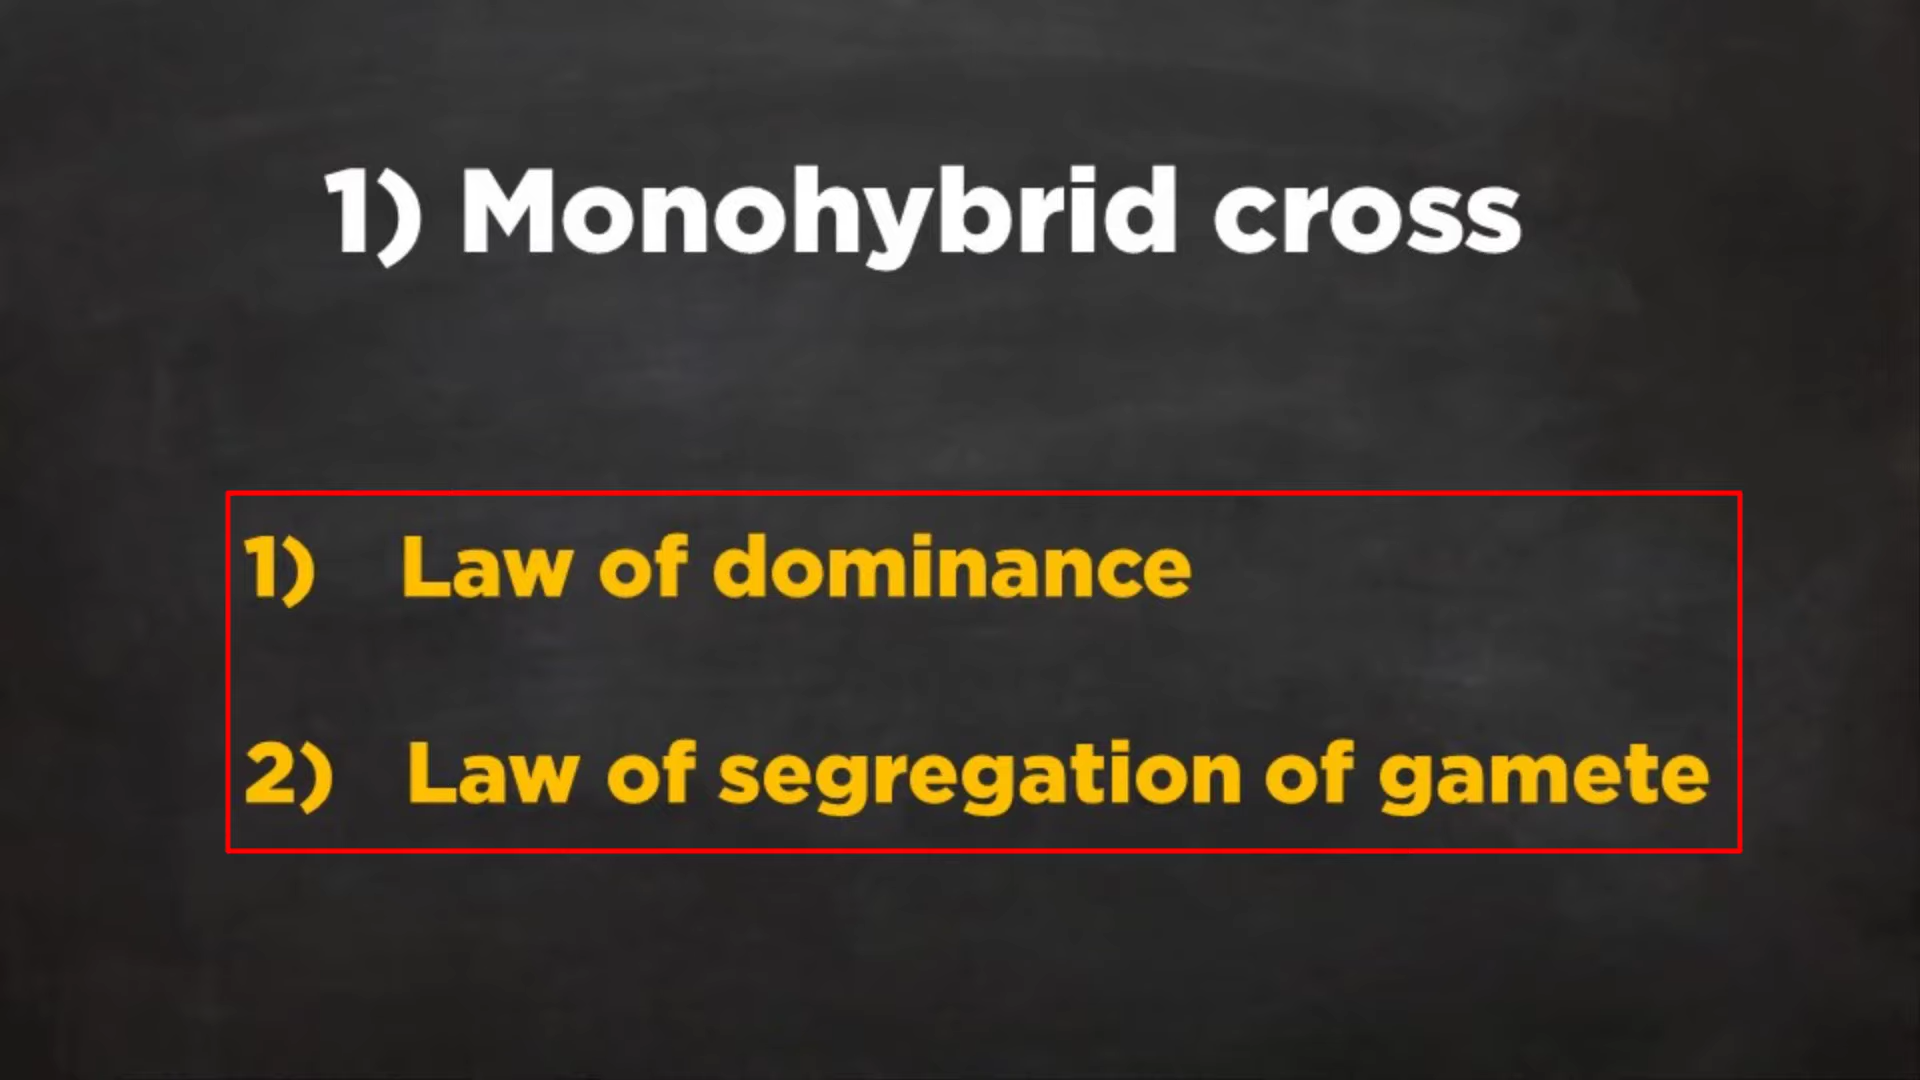 1) Monohybrid cross
1) Law of dominance
2) Law of segregation of gamete